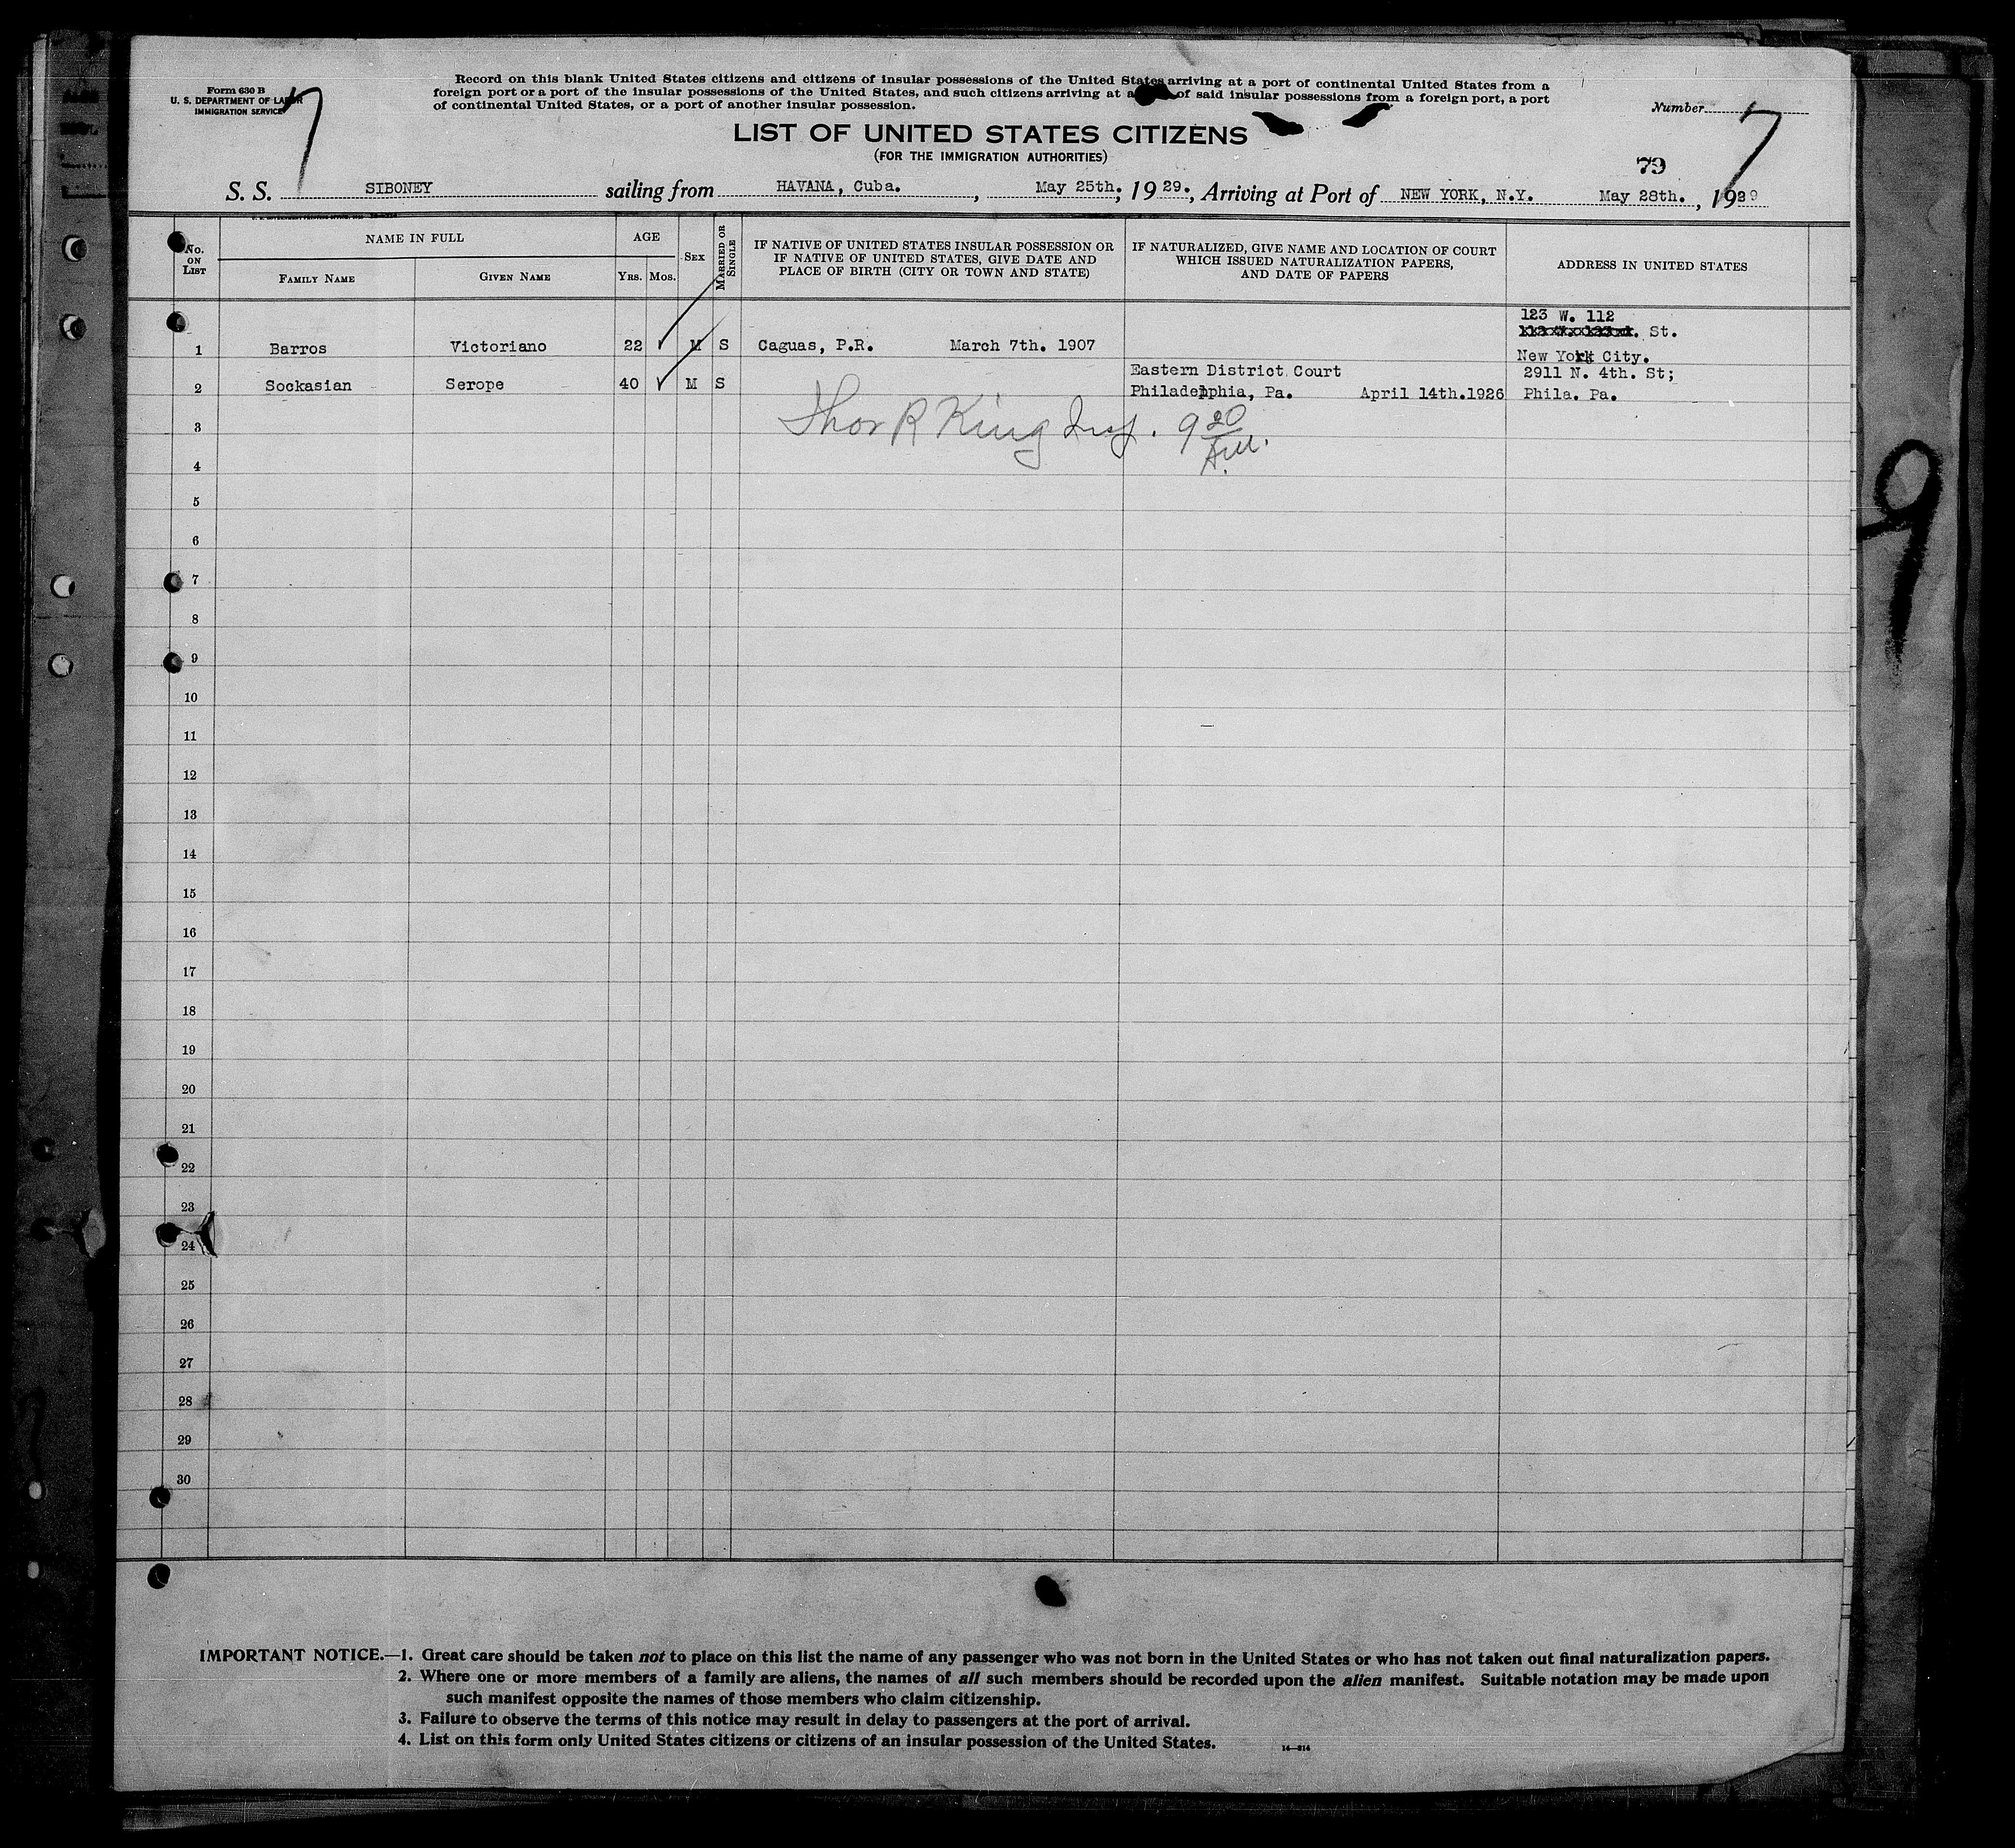 Form 630 B
U. S. DEPARTMENT OF LABOR
IMMIGRATION SERVICE
7
Record on this blank United States citizens and citizens of insular possessions of the United States arriving at a port of continental United States from a
foreign port or a port of the insular possessions of the United States, and such citizens arriving at a of said insular possessions from a foreign port, a port
of continental United States, or a port of another insular possession.
Number
7
LIST OF UNITED STATES CITIZENS
(FOR THE IMMIGRATION AUTHORITIES)
79
S. S. SIBONEY sailing from HAVANA, Cuba. , May 25th. , 19 29. , Arriving at Port of NEW YORK, N.Y. May 28th. , 1929
No. ON LIST
NAME IN FULL
FAMILY NAME
GIVEN NAME
AGE
YRS. MOS.
SEX
MARRIED OR SINGLE
IF NATIVE OF UNITED STATES INSULAR POSSESSION OR
IF NATIVE OF UNITED STATES, GIVE DATE AND
PLACE OF BIRTH (CITY OR TOWN AND STATE)
IF NATURALIZED, GIVE NAME AND LOCATION OF COURT
WHICH ISSUED NATURALIZATION PAPERS,
AND DATE OF PAPERS
ADDRESS IN UNITED STATES
123 W. 112
St.
1 Barros Victoriano 22 M S Caguas, P.R. March 7th. 1907
New York City.
Eastern District Court 2911 N. 4th. St;
2 Sockasian Serope 40 M S Philadelphia, Pa. April 14th.1926 Phila. Pa.
Thos R King Insp. 9 20 A.M.
3
4
5
6
7
8
9
10
11
12
13
14
15
16
17
18
19
20
21
22
23
24
25
26
27
28
29
30
9
IMPORTANT NOTICE.—1. Great care should be taken not to place on this list the name of any passenger who was not born in the United States or who has not taken out final naturalization papers.
2. Where one or more members of a family are aliens, the names of all such members should be recorded upon the alien manifest. Suitable notation may be made upon
such manifest opposite the names of those members who claim citizenship.
3. Failure to observe the terms of this notice may result in delay to passengers at the port of arrival.
4. List on this form only United States citizens or citizens of an insular possession of the United States.
14—814